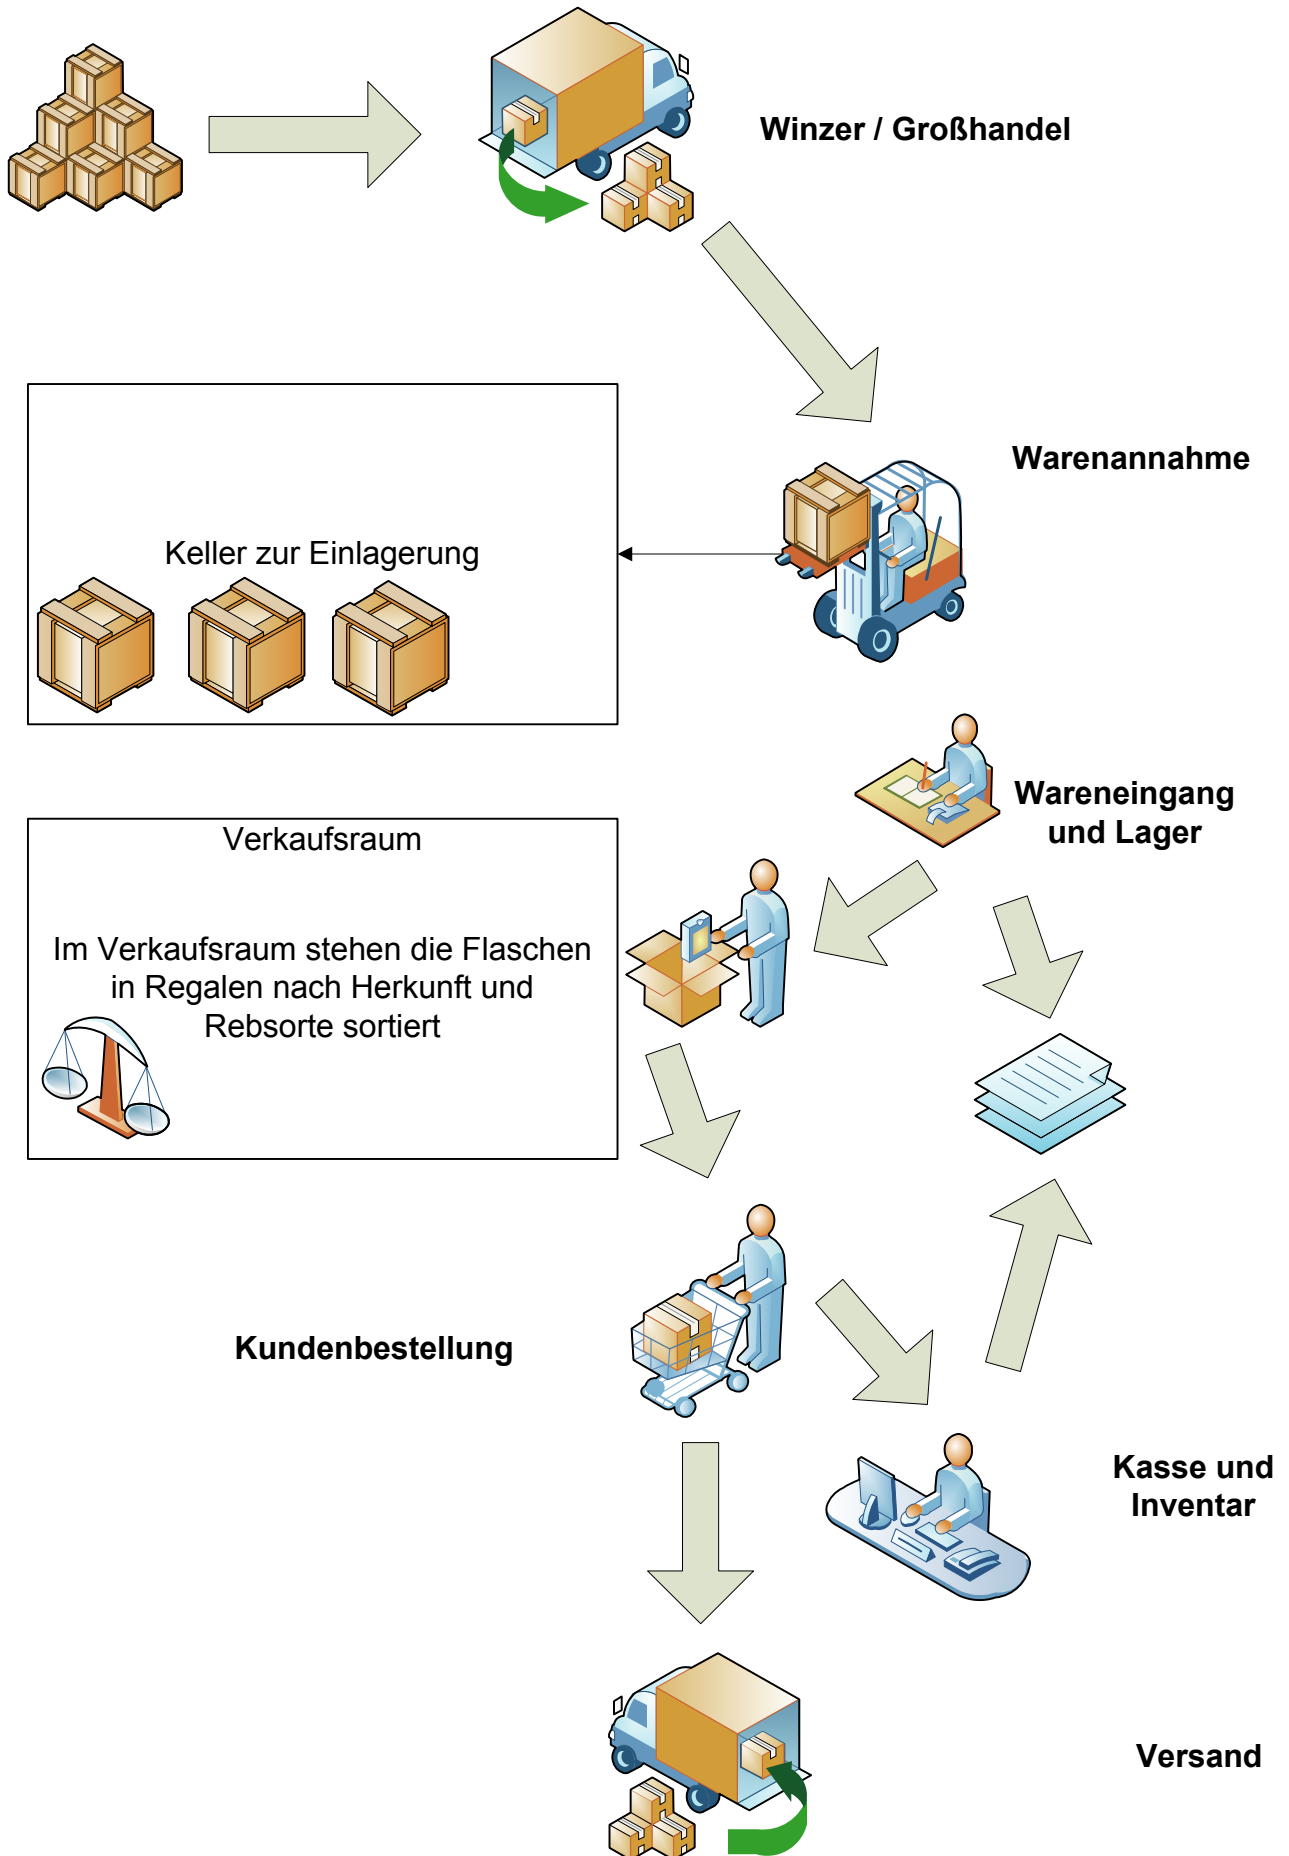 Winzer / Großhandel
Warenannahme
Keller zur Einlagerung
Wareneingang
und Lager
Verkaufsraum
Im Verkaufsraum stehen die Flaschen
in Regalen nach Herkunft und
Rebsorte sortiert
Kundenbestellung
Kasse und
Inventar
Versand